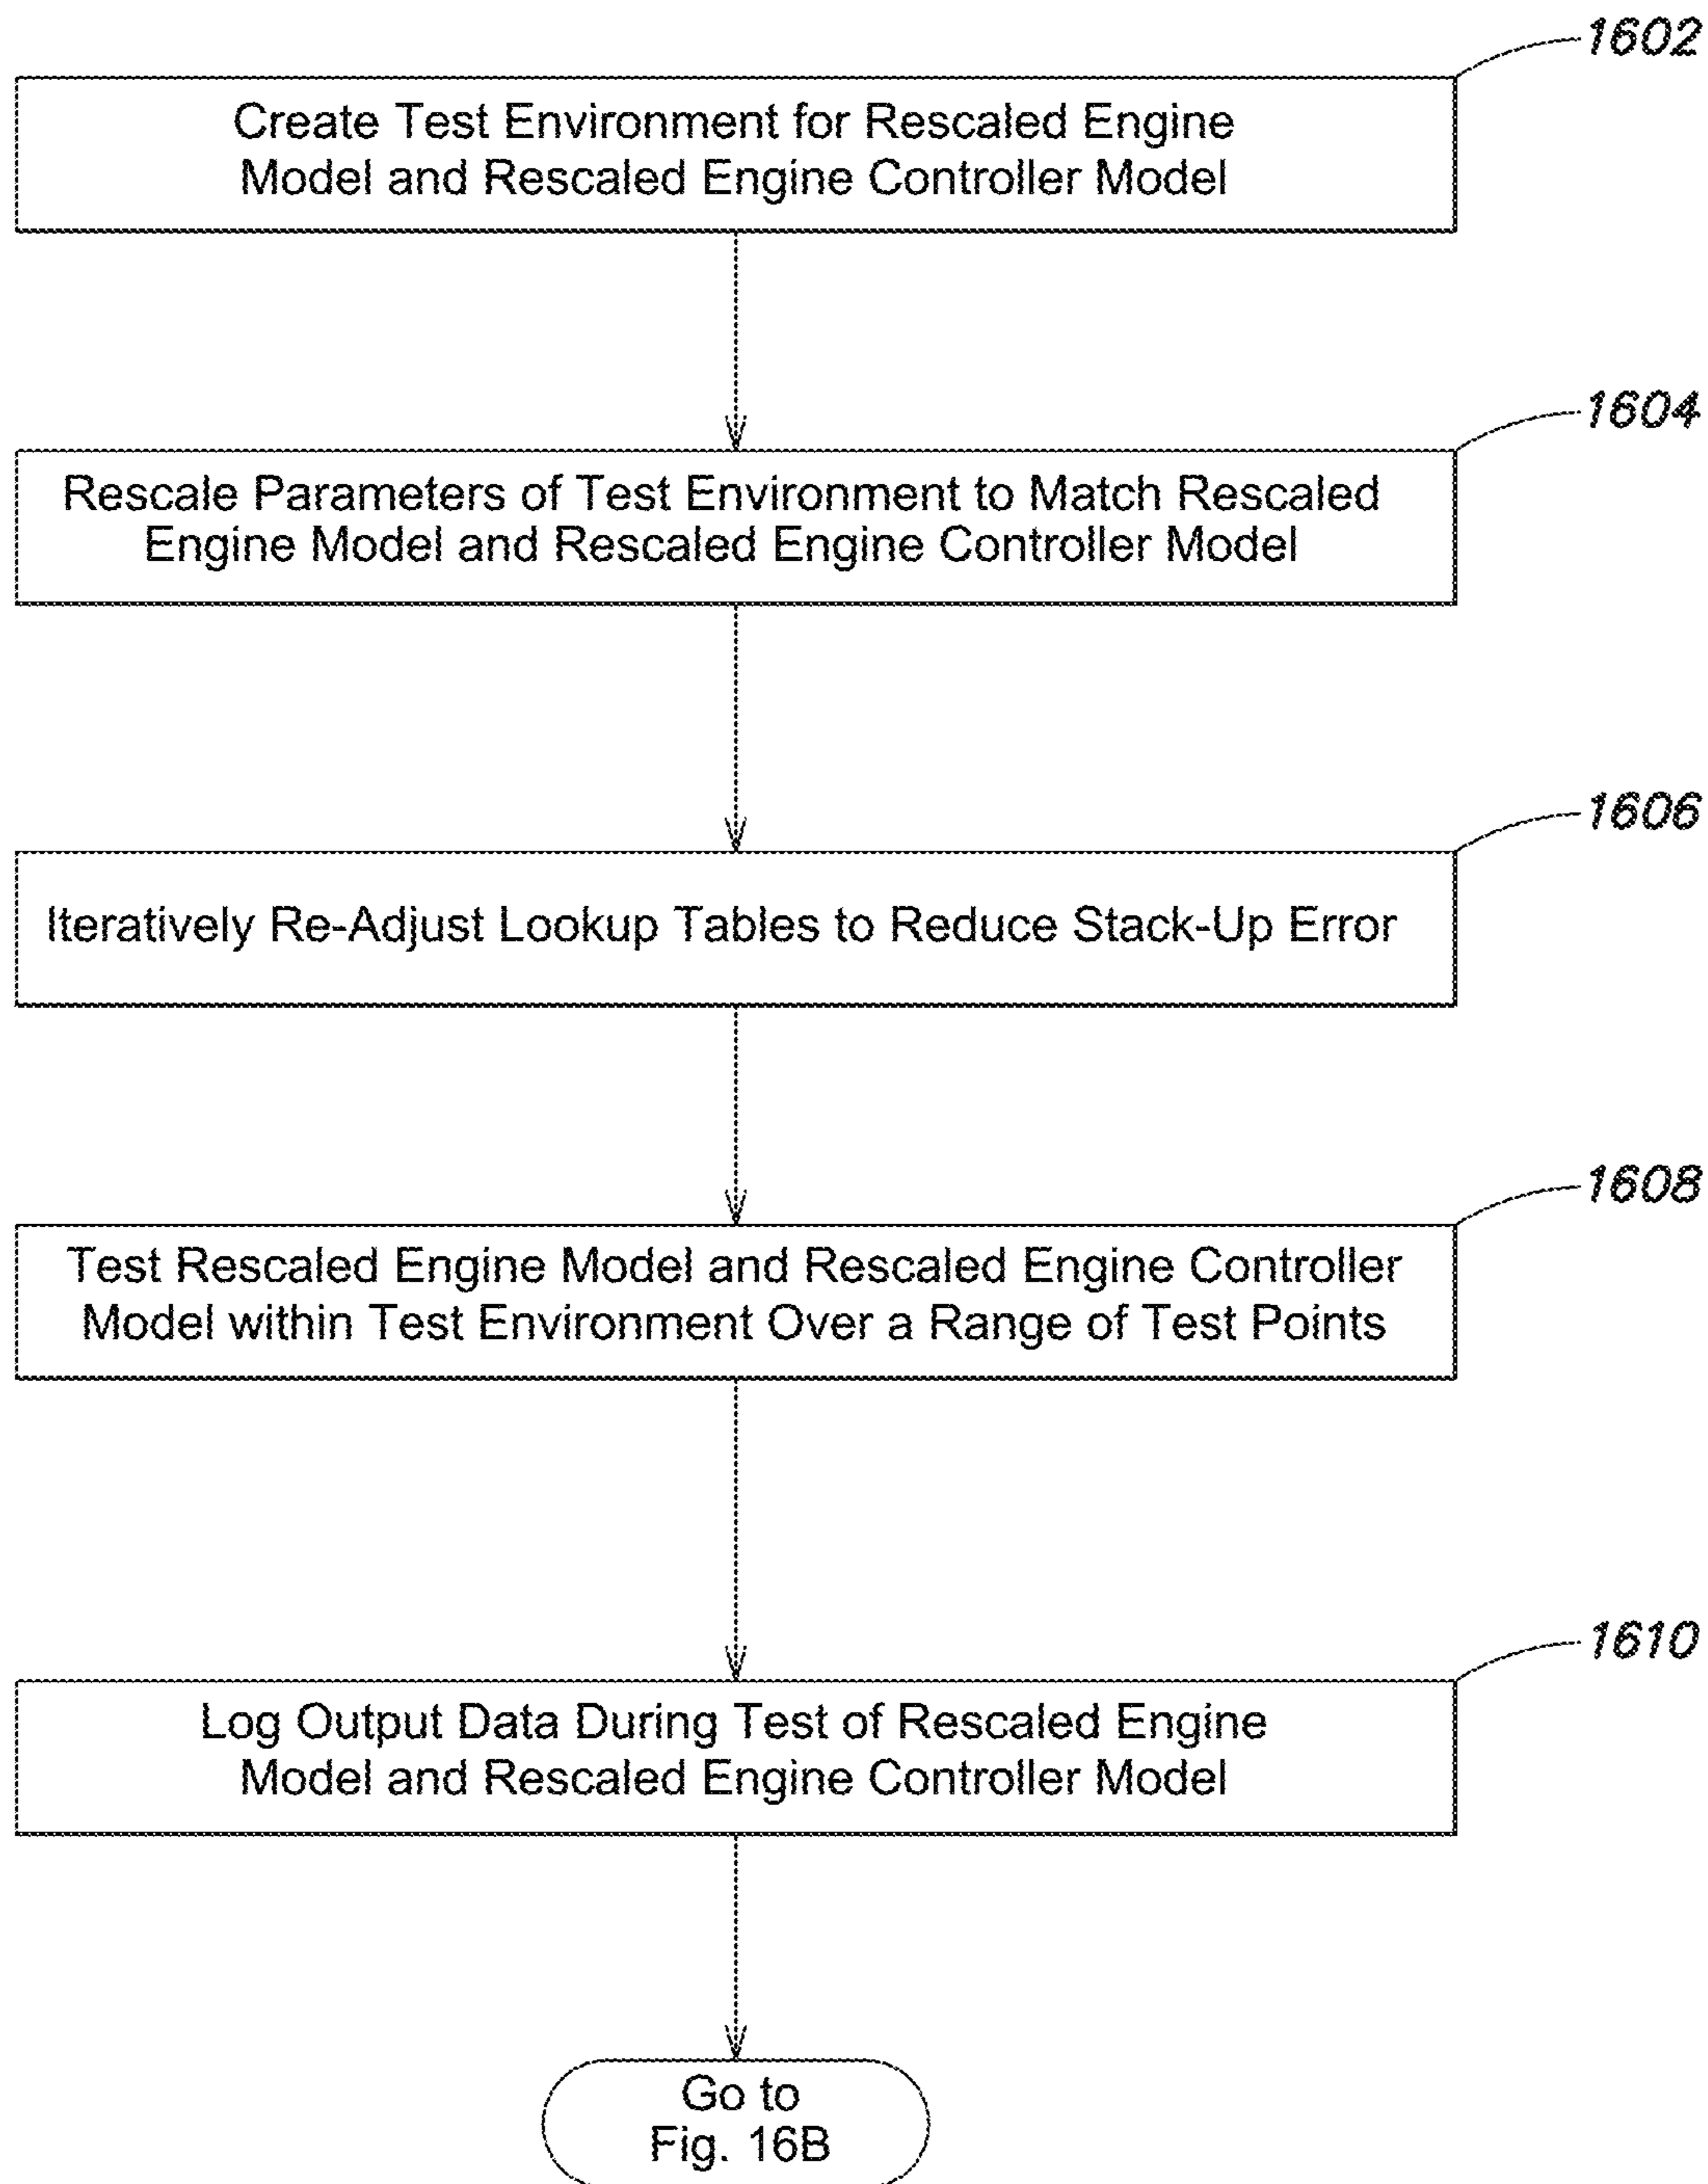 1602
Create Test Environment for Rescaled Engine
Model and Rescaled Engine Controller Model
1604
Rescale Parameters of Test Environment to Match Rescaled
Engine Model and Rescaled Engine Controller Model
1606
Iteratively Re-Adjust Lookup Tables to Reduce Stack-Up Error
1608
Test Rescaled Engine Model and Rescaled Engine Controller
Model within Test Environment Over a Range of Test Points
1610
Log Output Data During Test of Rescaled Engine
Model and Rescaled Engine Controller Model
Go to
Fig. 16B